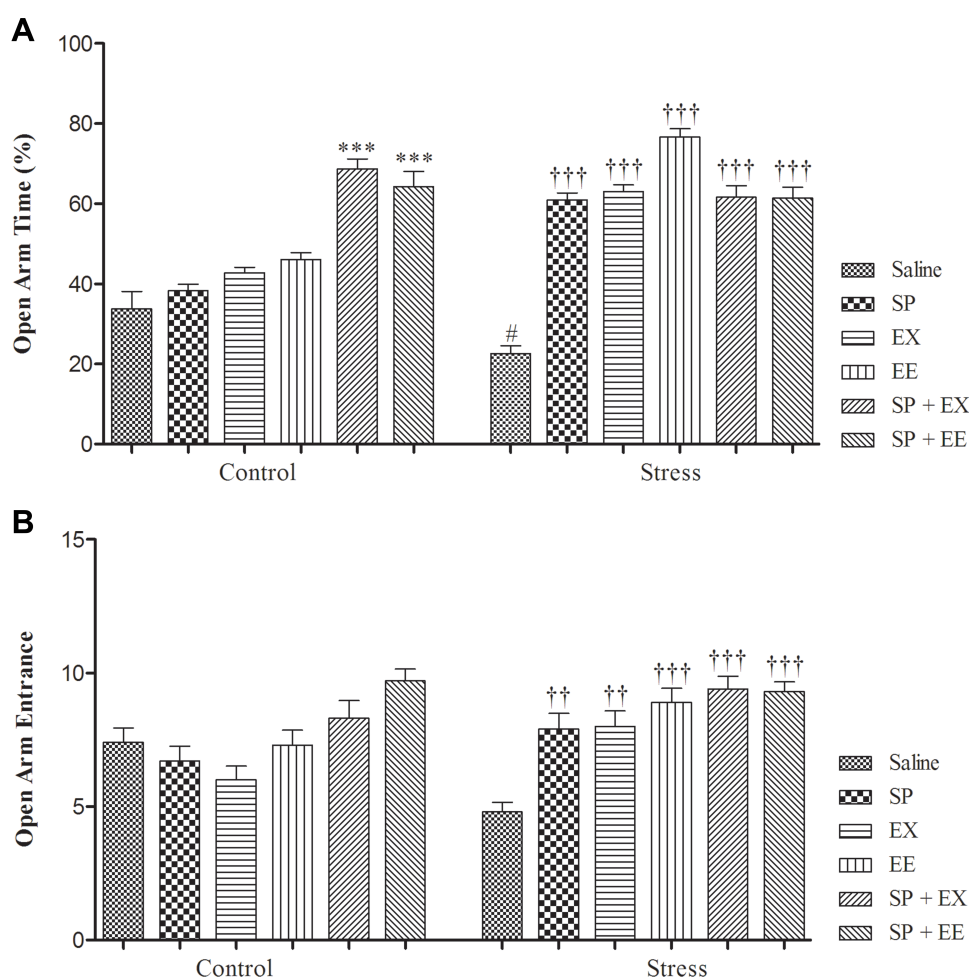 A
Open Arm Time (%)
100
80
60
40
20
0
***
***
#
†††
†††
†††
†††
†††
Control
Stress
Saline
SP
EX
EE
SP + EX
SP + EE
B
Open Arm Entrance
15
10
5
0
††
††
†††
†††
†††
Control
Stress
Saline
SP
EX
EE
SP + EX
SP + EE